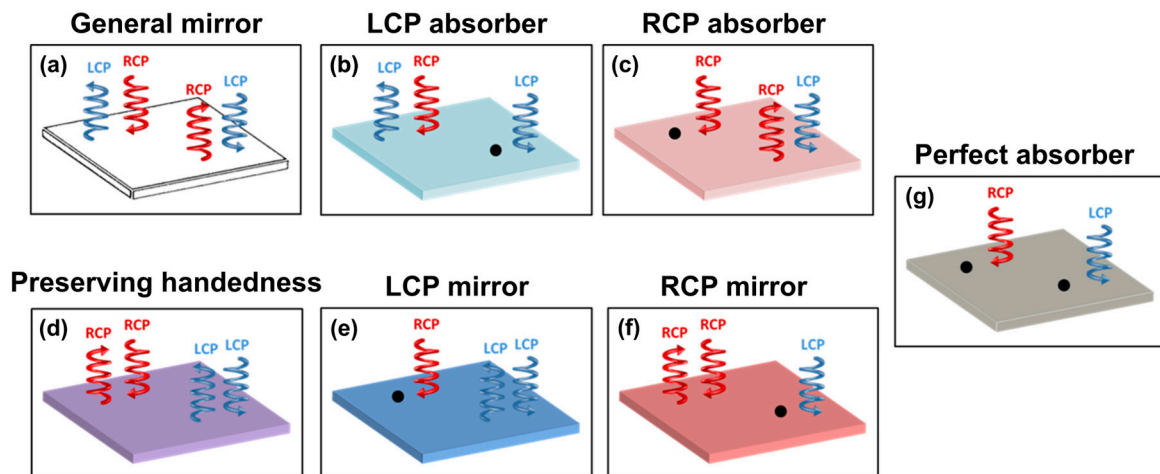 General mirror
LCP absorber
RCP absorber
(a)
LCP
RCP
RCP
LCP
(b)
LCP
RCP
LCP
(c)
RCP
RCP
LCP
Perfect absorber
(g)
RCP
LCP
Preserving handedness
LCP mirror
RCP mirror
(d)
RCP
RCP
LCP
LCP
(e)
RCP
LCP
LCP
(f)
RCP
RCP
LCP